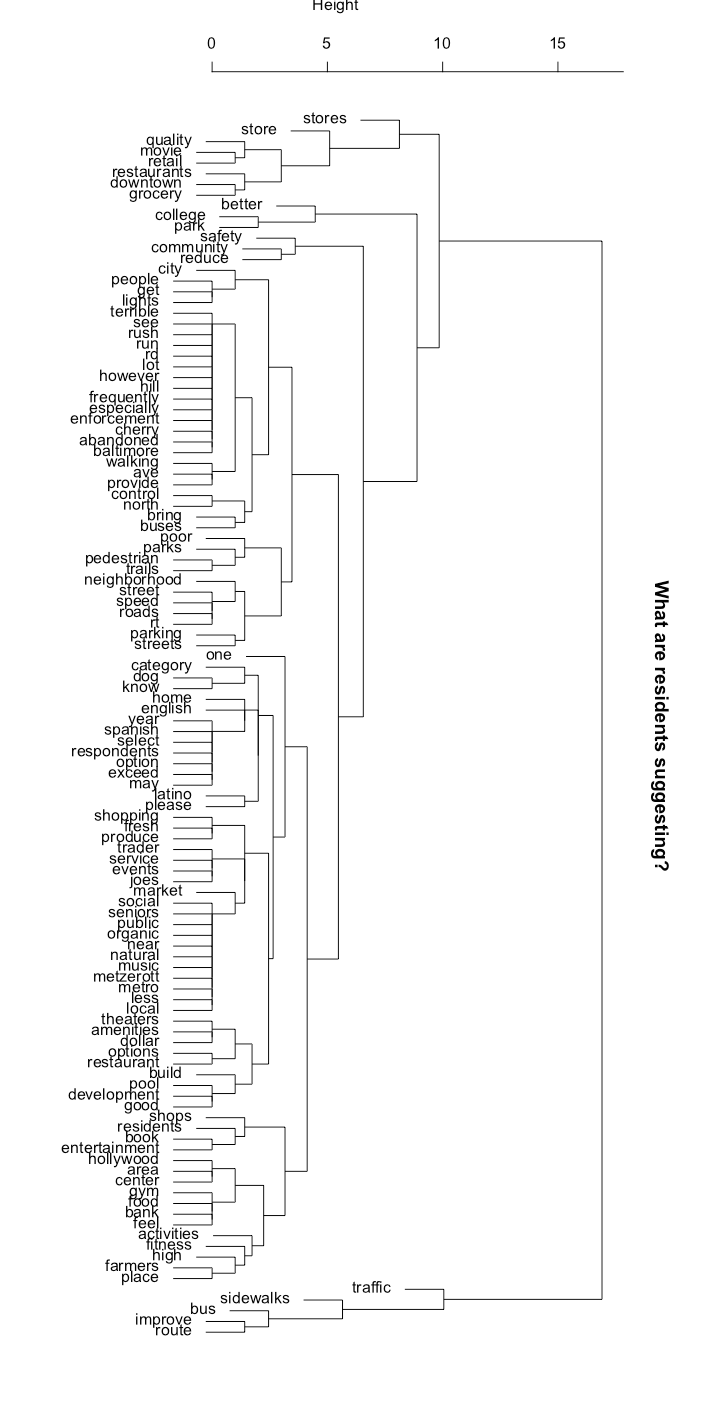 Height
0 5 10 15
stores
store
quality
movie
retail
restaurants
downtown
grocery
better
college
park
safety
community
reduce
city
people
get
lights
terrible
see
rush
run
rd
lot
however
hill
frequently
especially
enforcement
cherry
abandoned
baltimore
walking
ave
provide
control
north
bring
buses
poor
parks
pedestrian
trails
neighborhood
street
speed
roads
rt
parking
streets
one
category
dog
know
home
english
year
spanish
select
respondents
option
exceed
may
latino
please
shopping
fresh
produce
trader
service
events
joes
market
social
seniors
public
organic
near
natural
music
metzerott
metro
less
local
theaters
amenities
dollar
options
restaurant
build
pool
development
good
shops
residents
book
entertainment
hollywood
area
center
gym
food
bank
feel
activities
fitness
high
farmers
place
traffic
sidewalks
bus
improve
route
What are residents suggesting?